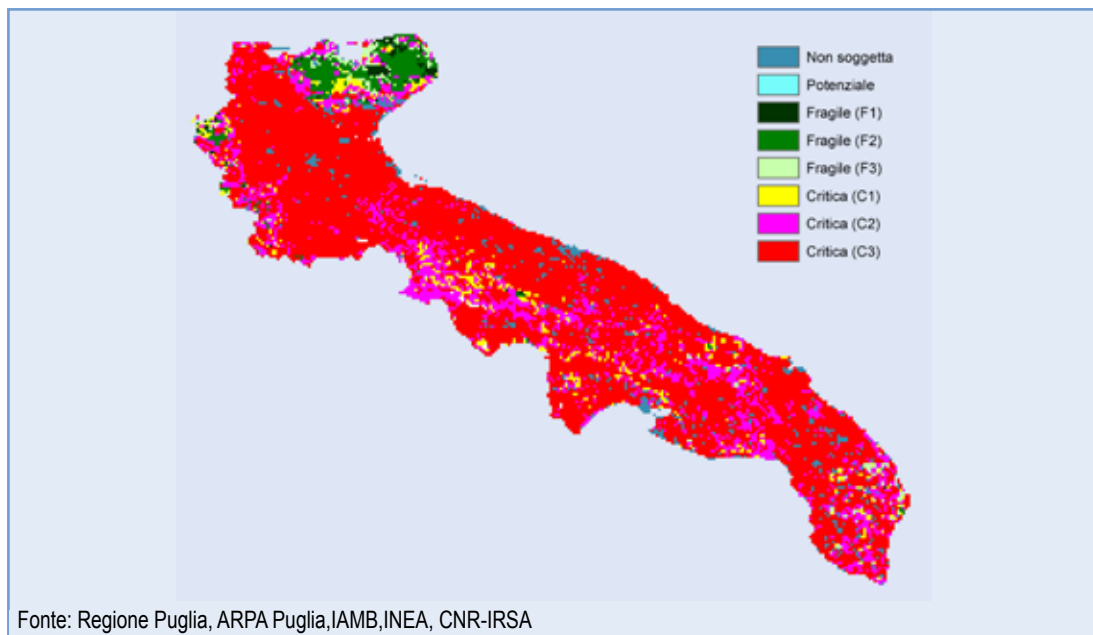 Non soggetta
Potenziale
Fragile (F1)
Fragile (F2)
Fragile (F3)
Critica (C1)
Critica (C2)
Critica (C3)
Fonte: Regione Puglia, ARPA Puglia,IAMB,INEA, CNR-IRSA